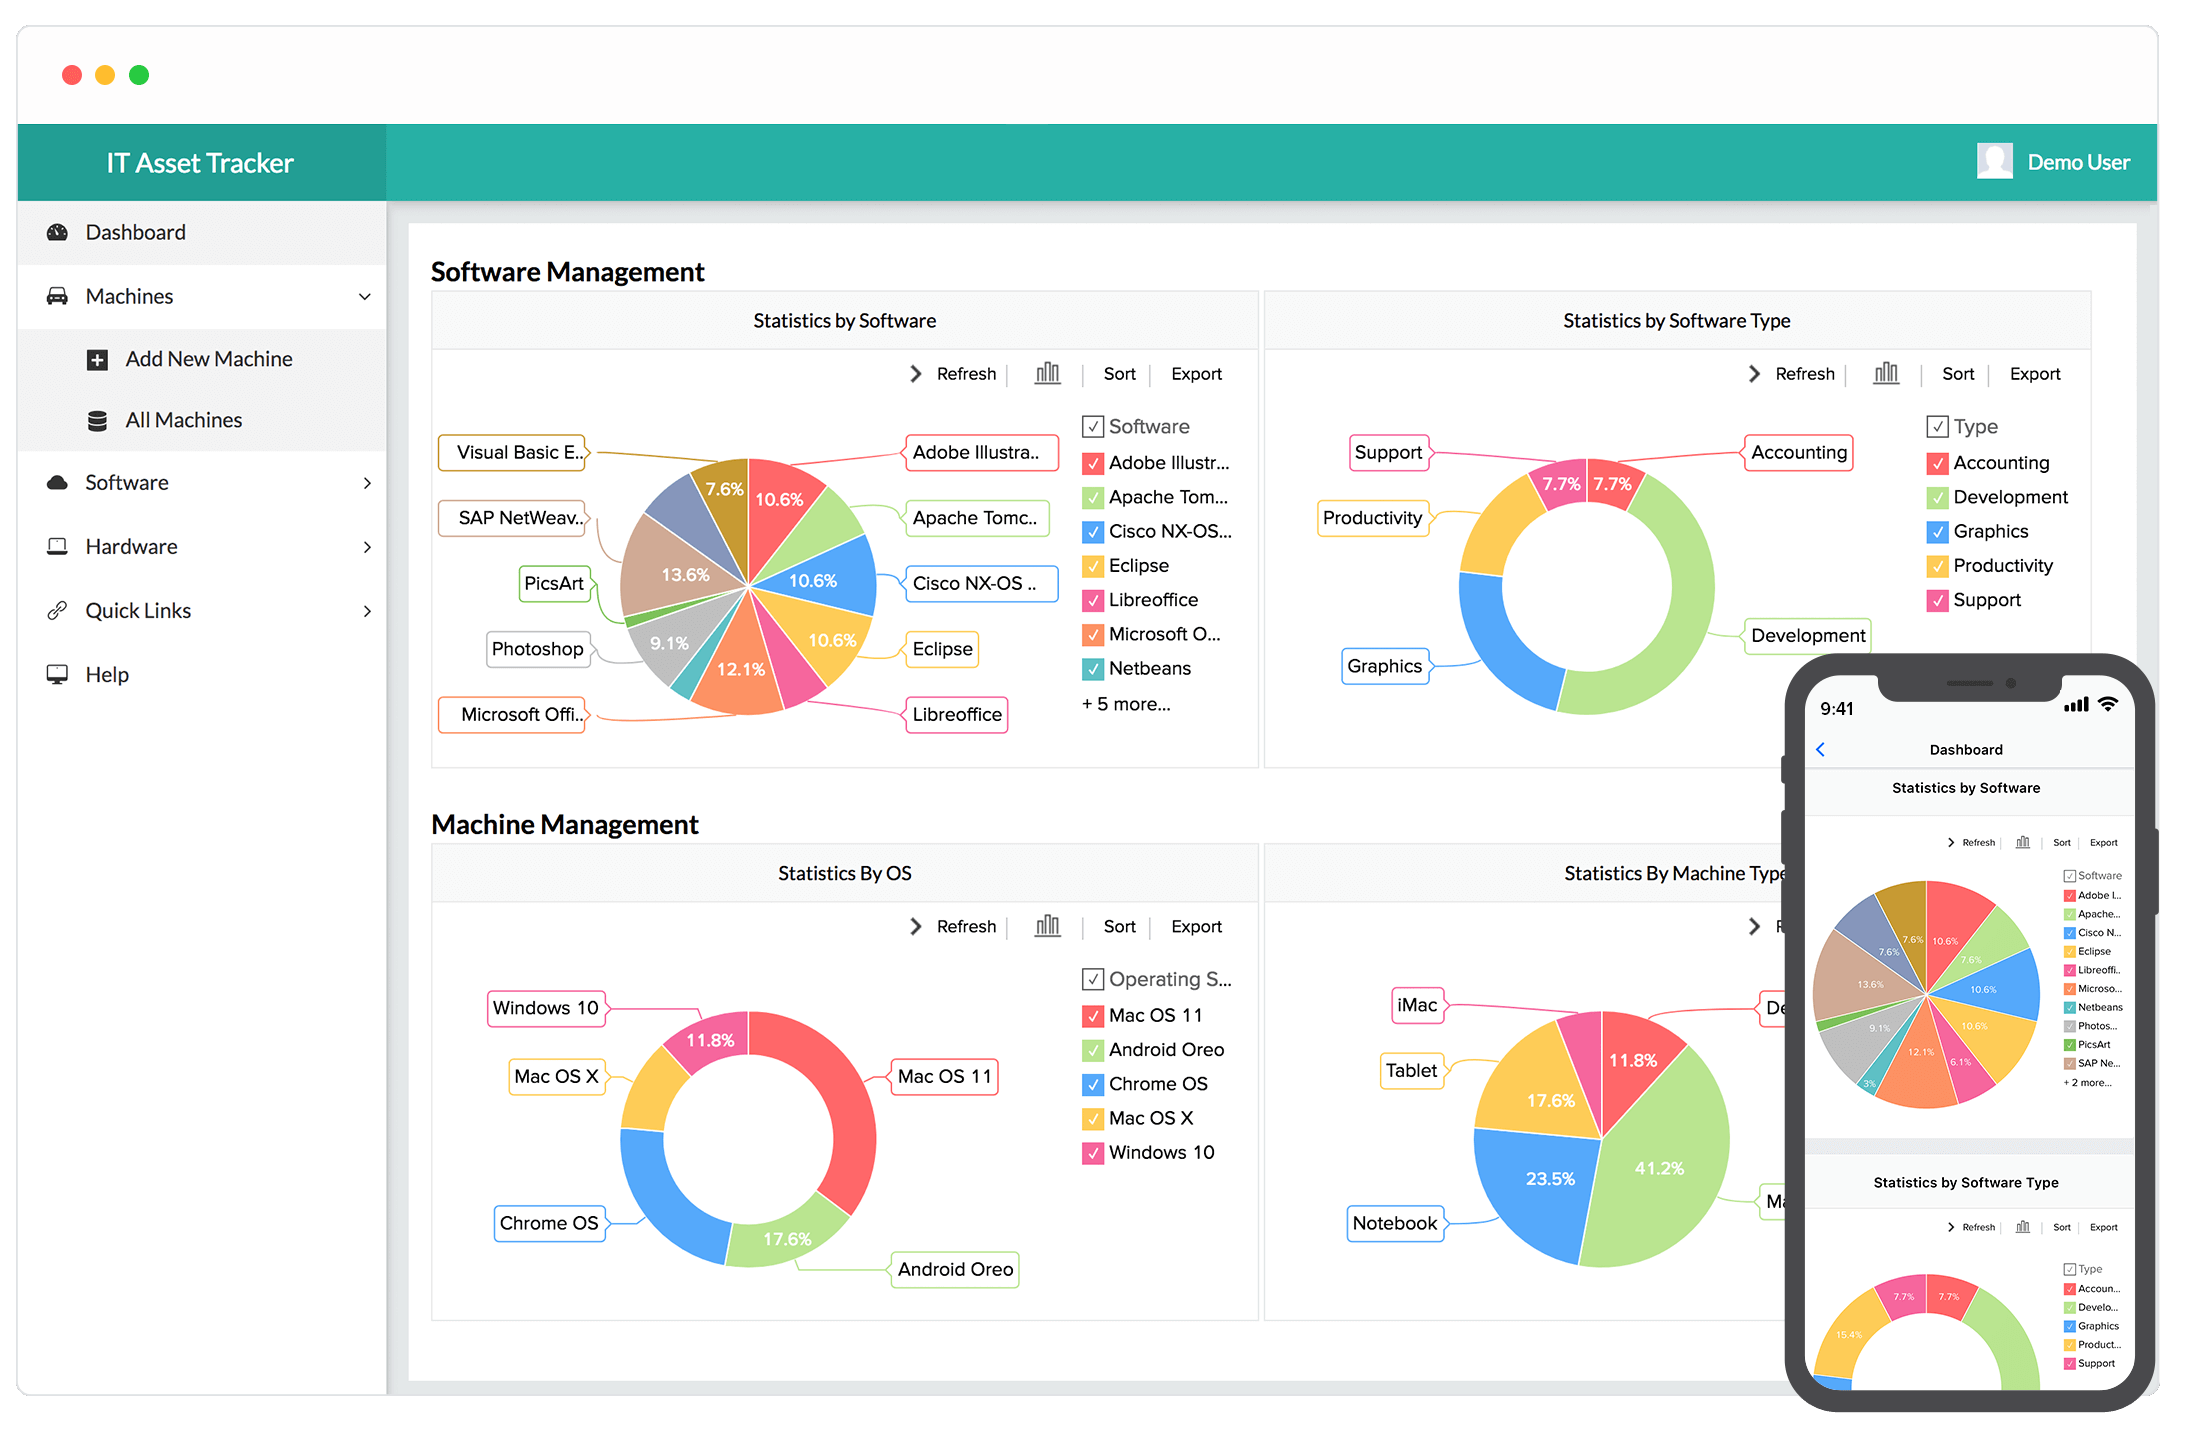 IT Asset Tracker
Demo User
Dashboard
Machines
Add New Machine
All Machines
Software
Hardware
Quick Links
Help
Software Management
Statistics by Software
Refresh
Sort
Export
Visual Basic E..
SAP NetWeav..
PicsArt
Photoshop
Microsoft Offi..
Adobe Illustra..
Apache Tomc..
Cisco NX-OS ..
Eclipse
Libreoffice
7.6%
10.6%
10.6%
10.6%
12.1%
9.1%
13.6%
Software
Adobe Illustr...
Apache Tom...
Cisco NX-OS...
Eclipse
Libreoffice
Microsoft O...
Netbeans
+ 5 more...
Statistics by Software Type
Refresh
Sort
Export
Support
Productivity
Graphics
Accounting
Development
7.7%
7.7%
Type
Accounting
Development
Graphics
Productivity
Support
Machine Management
Statistics By OS
Refresh
Sort
Export
Windows 10
Mac OS X
Chrome OS
Mac OS 11
Android Oreo
11.8%
17.6%
Operating S...
Mac OS 11
Android Oreo
Chrome OS
Mac OS X
Windows 10
Statistics By Machine Type
iMac
Tablet
Notebook
De
Ma
11.8%
17.6%
23.5%
41.2%
9:41
Dashboard
Statistics by Software
Refresh
Sort
Export
7.6%
7.6%
10.6%
7.6%
10.6%
10.6%
6.1%
12.1%
3%
9.1%
13.6%
Software
Adobe I...
Apache...
Cisco N...
Eclipse
Libreoffi..
Microso...
Netbeans
Photos...
PicsArt
SAP Ne...
+ 2 more...
Statistics by Software Type
Refresh
Sort
Export
7.7%
7.7%
15.4%
Type
Accoun...
Develo...
Graphics
Product...
Support